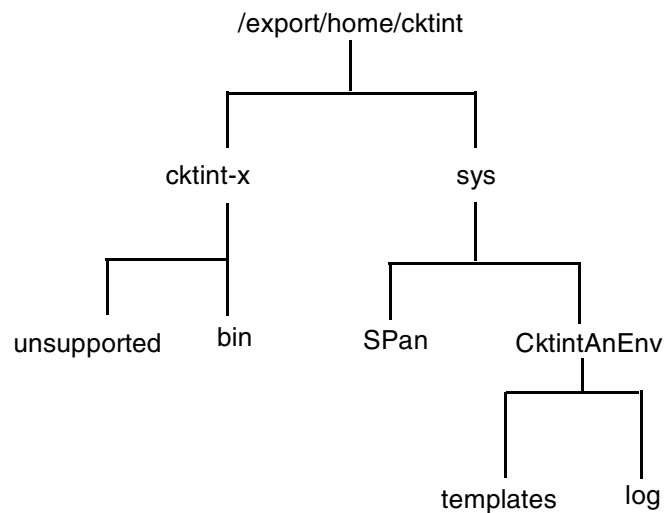 /export/home/cktint
cktint-x
sys
unsupported
bin
SPan
CktintAnEnv
templates
log